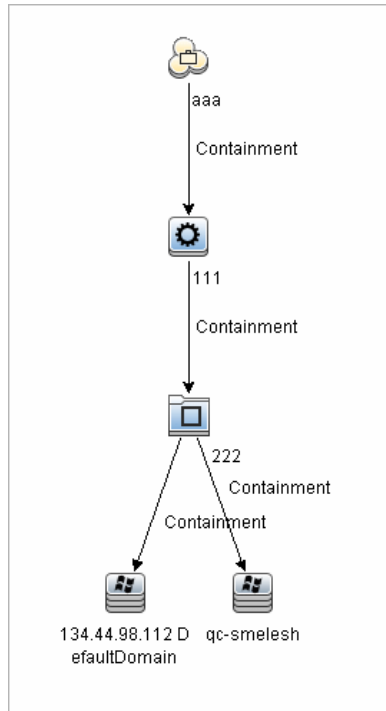 aaa
Containment
111
Containment
222
Containment
Containment
134.44.98.112 D
efaultDomain
qc-smelesh